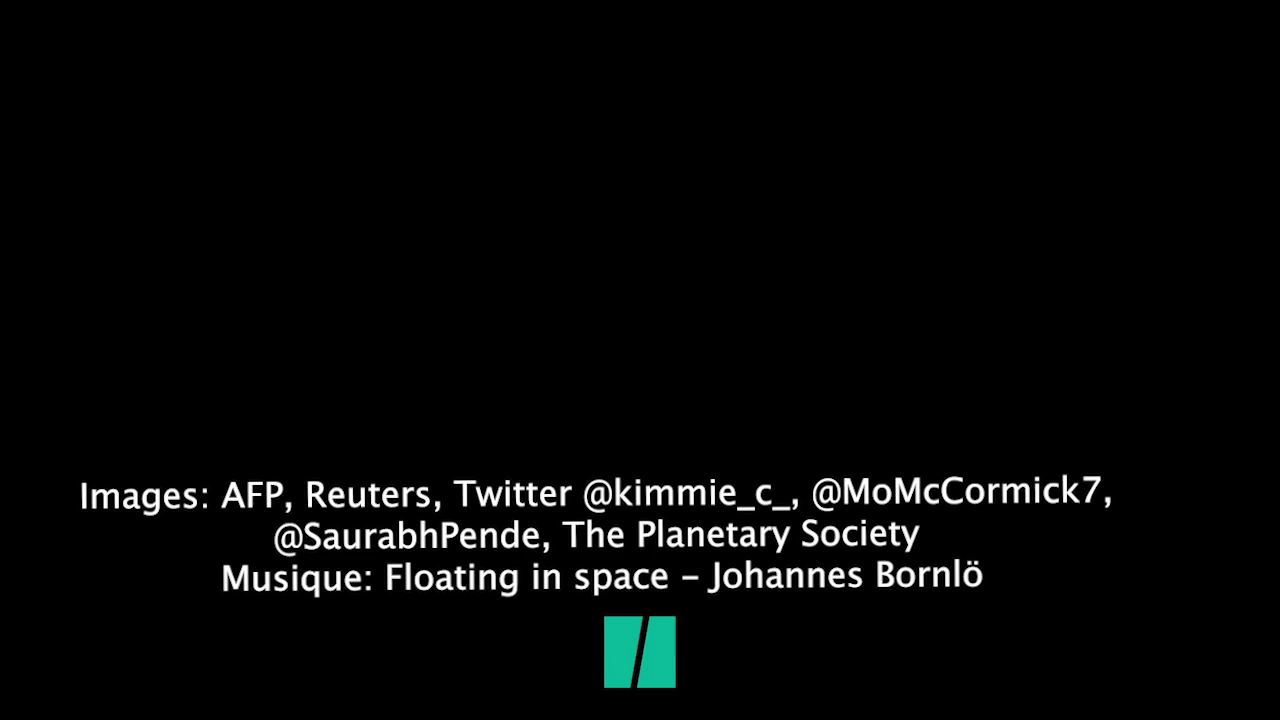 Images: AFP, Reuters, Twitter @kimmie_c_, @MoMcCormick7,
@SaurabhPende, The Planetary Society
Musique: Floating in space - Johannes Bornlö